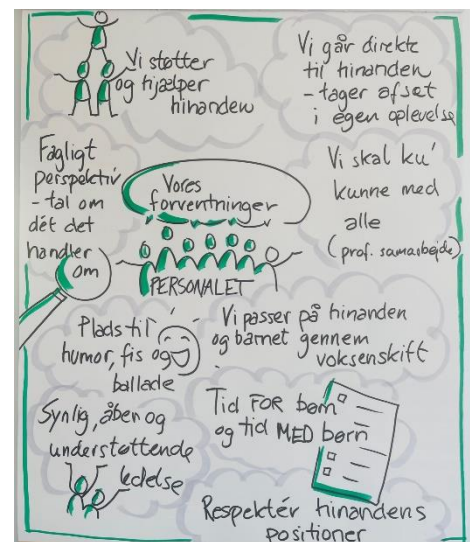 Vi støtter
og hjælper
hinanden
Vi går direkte
til hinanden
- tager afsæt
i egen oplevelse
Fagligt
perspektiv
- tal om
dét det
handler
om
Vores
forventninger
PERSONALET
Vi skal ku'
kunne med
alle
(prof. samarbejde)
Plads til
humor, fis og
ballade
Vi passer på hinanden
og barnet gennem
voksenskift
Synlig, åben og
understøttende
ledelse
Tid FOR børn
og tid MED børn
Respektér hinandens
positioner